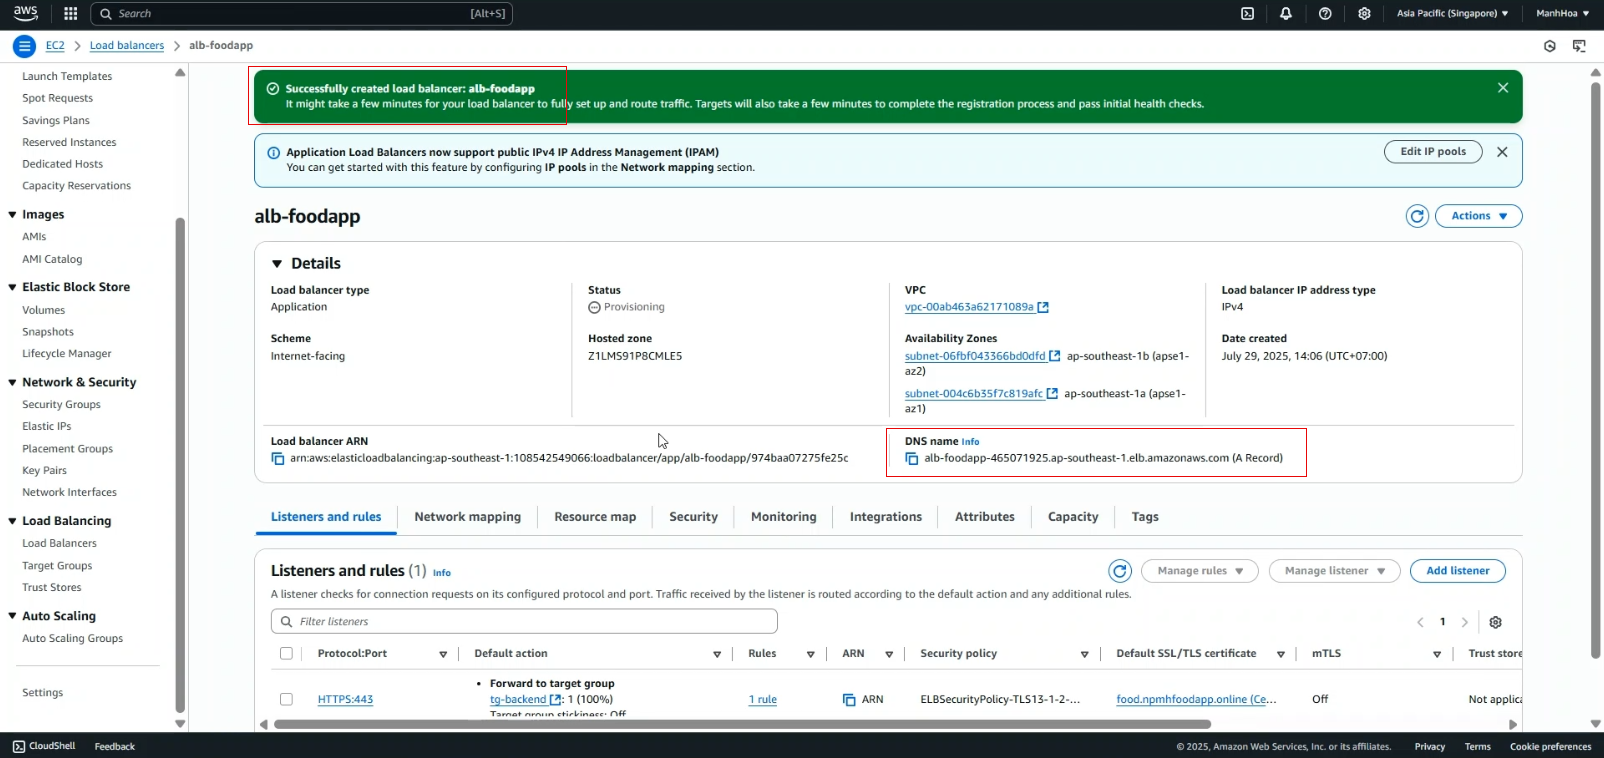 aws
Search [Alt+S]
Asia Pacific (Singapore)
ManhHoa
EC2
Load balancers
alb-foodapp
Launch Templates
Spot Requests
Savings Plans
Reserved Instances
Dedicated Hosts
Capacity Reservations
Images
AMIs
AMI Catalog
Elastic Block Store
Volumes
Snapshots
Lifecycle Manager
Network & Security
Security Groups
Elastic IPs
Placement Groups
Key Pairs
Network Interfaces
Load Balancing
Load Balancers
Target Groups
Trust Stores
Auto Scaling
Auto Scaling Groups
Settings
Successfully created load balancer: alb-foodapp
It might take a few minutes for your load balancer to fully set up and route traffic. Targets will also take a few minutes to complete the registration process and pass initial health checks.
Application Load Balancers now support public IPv4 IP Address Management (IPAM)
You can get started with this feature by configuring IP pools in the Network mapping section.
Edit IP pools
alb-foodapp
Actions
Details
Load balancer type
Application
Status
Provisioning
VPC
vpc-00ab463a62171089a
Load balancer IP address type
IPv4
Scheme
Internet-facing
Hosted zone
Z1LMS91P8CMLE5
Availability Zones
subnet-06fbf043366bd0dfd ap-southeast-1b (apse1-
az2)
subnet-004c6b35f7c819afc ap-southeast-1a (apse1-
az1)
Date created
July 29, 2025, 14:06 (UTC+07:00)
Load balancer ARN
arn:aws:elasticloadbalancing:ap-southeast-1:108542549066:loadbalancer/app/alb-foodapp/974baa07275fe25c
DNS name Info
alb-foodapp-465071925.ap-southeast-1.elb.amazonaws.com (A Record)
Listeners and rules
Network mapping
Resource map
Security
Monitoring
Integrations
Attributes
Capacity
Tags
Listeners and rules (1) Info
Manage rules
Manage listener
Add listener
A listener checks for connection requests on its configured protocol and port. Traffic received by the listener is routed according to the default action and any additional rules.
Filter listeners
1
Protocol:Port
Default action
Rules
ARN
Security policy
Default SSL/TLS certificate
mTLS
Trust store
HTTPS:443
• Forward to target group
tg-backend : 1 (100%)
Target group stickiness: Off
1 rule
ARN
ELBSecurityPolicy-TLS13-1-2-...
food.npmhfoodapp.online (Ce...
Off
Not applica
CloudShell
Feedback
© 2025, Amazon Web Services, Inc. or its affiliates.
Privacy
Terms
Cookie preferences